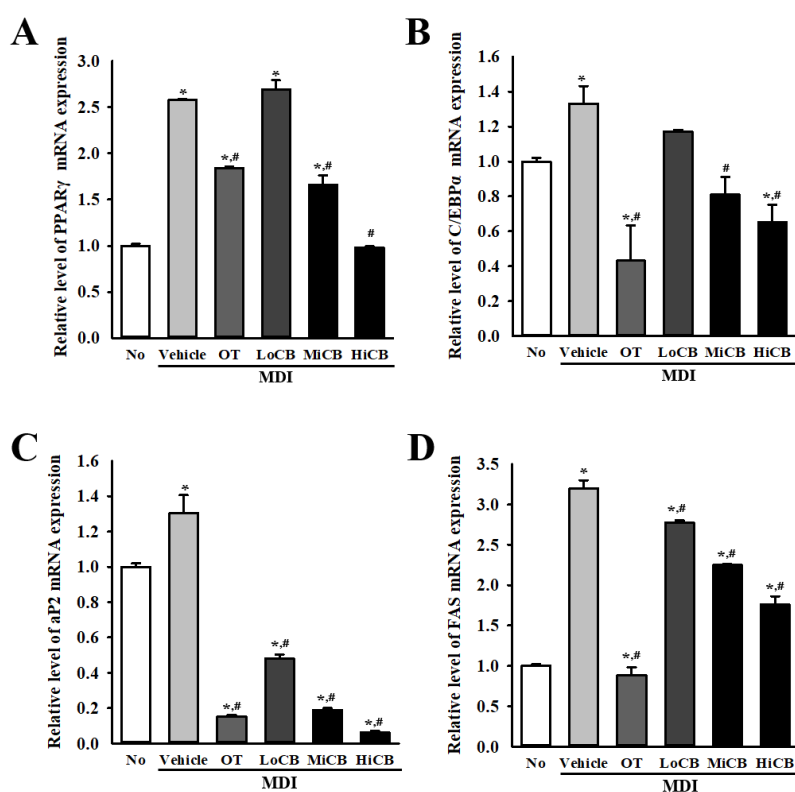 A
Relative level of PPARγ mRNA expression
3.0
2.5
2.0
1.5
1.0
0.5
0.0
* * *,# *,# #
No Vehicle OT LoCB MiCB HiCB
MDI
B
Relative level of C/EBPα mRNA expression
1.6
1.4
1.2
1.0
0.8
0.6
0.4
0.2
0.0
* *,# # *,#
No Vehicle OT LoCB MiCB HiCB
MDI
C
Relative level of aP2 mRNA expression
1.6
1.4
1.2
1.0
0.8
0.6
0.4
0.2
0.0
* *,# *,# *,# *,#
No Vehicle OT LoCB MiCB HiCB
MDI
D
Relative level of FAS mRNA expression
3.5
3.0
2.5
2.0
1.5
1.0
0.5
0.0
* *,# *,# *,# *,#
No Vehicle OT LoCB MiCB HiCB
MDI